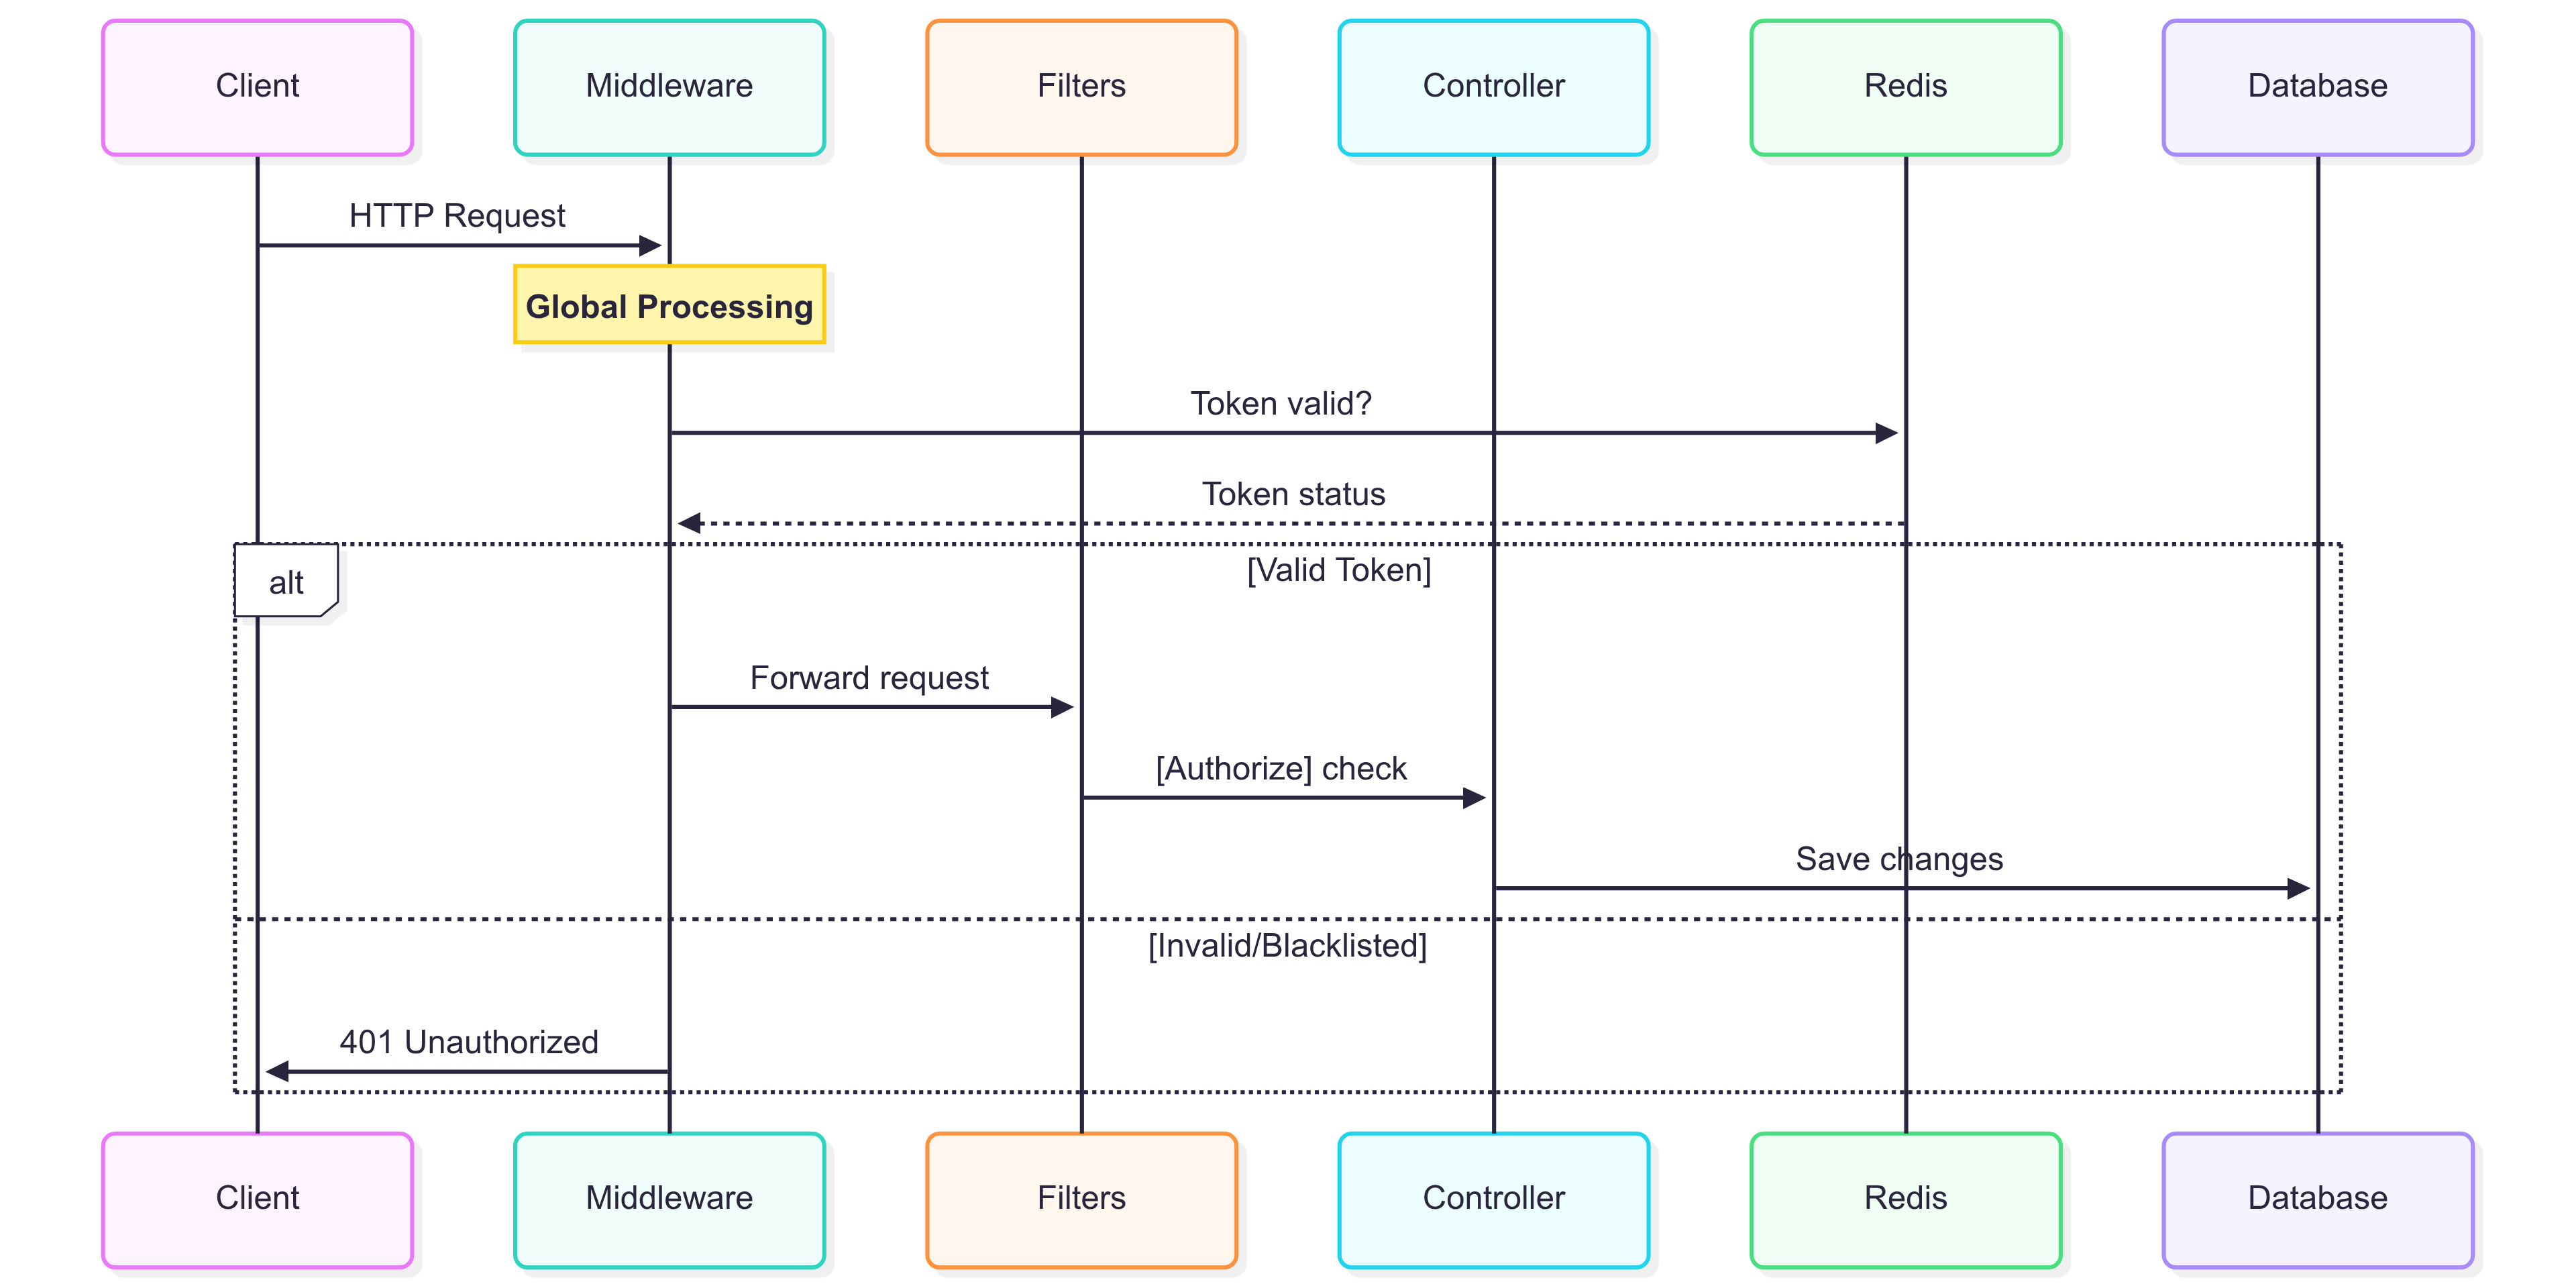 Client
Middleware
Filters
Controller
Redis
Database
HTTP Request
Global Processing
Token valid?
Token status
alt
[Valid Token]
Forward request
[Authorize] check
Save changes
[Invalid/Blacklisted]
401 Unauthorized
Client
Middleware
Filters
Controller
Redis
Database